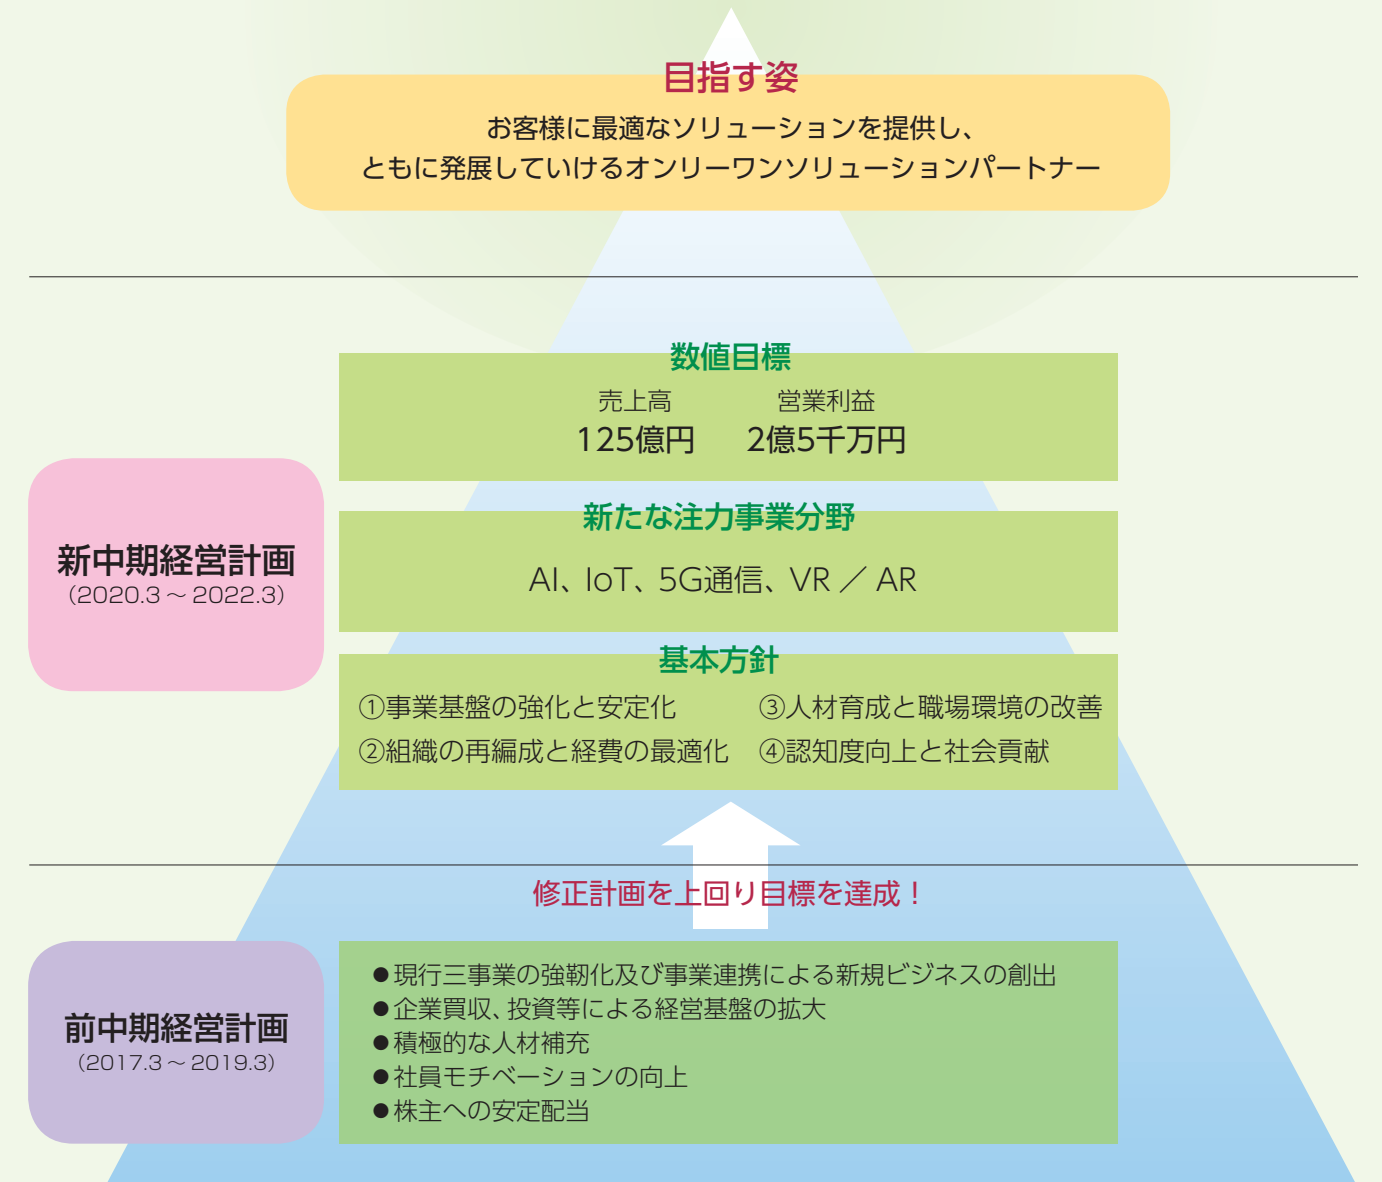 目指す姿
お客様に最適なソリューションを提供し、
ともに発展していけるオンリーワンソリューションパートナー
数値目標
売上高 営業利益
125億円 2億5千万円
新たな注力事業分野
AI、IoT、5G通信、VR ／ AR
新中期経営計画
（2020.3 ～ 2022.3）
基本方針
①事業基盤の強化と安定化 ③人材育成と職場環境の改善
②組織の再編成と経費の最適化 ④認知度向上と社会貢献
修正計画を上回り目標を達成！
前中期経営計画
（2017.3 ～ 2019.3）
●現行三事業の強靭化及び事業連携による新規ビジネスの創出
●企業買収、投資等による経営基盤の拡大
●積極的な人材補充
●社員モチベーションの向上
●株主への安定配当